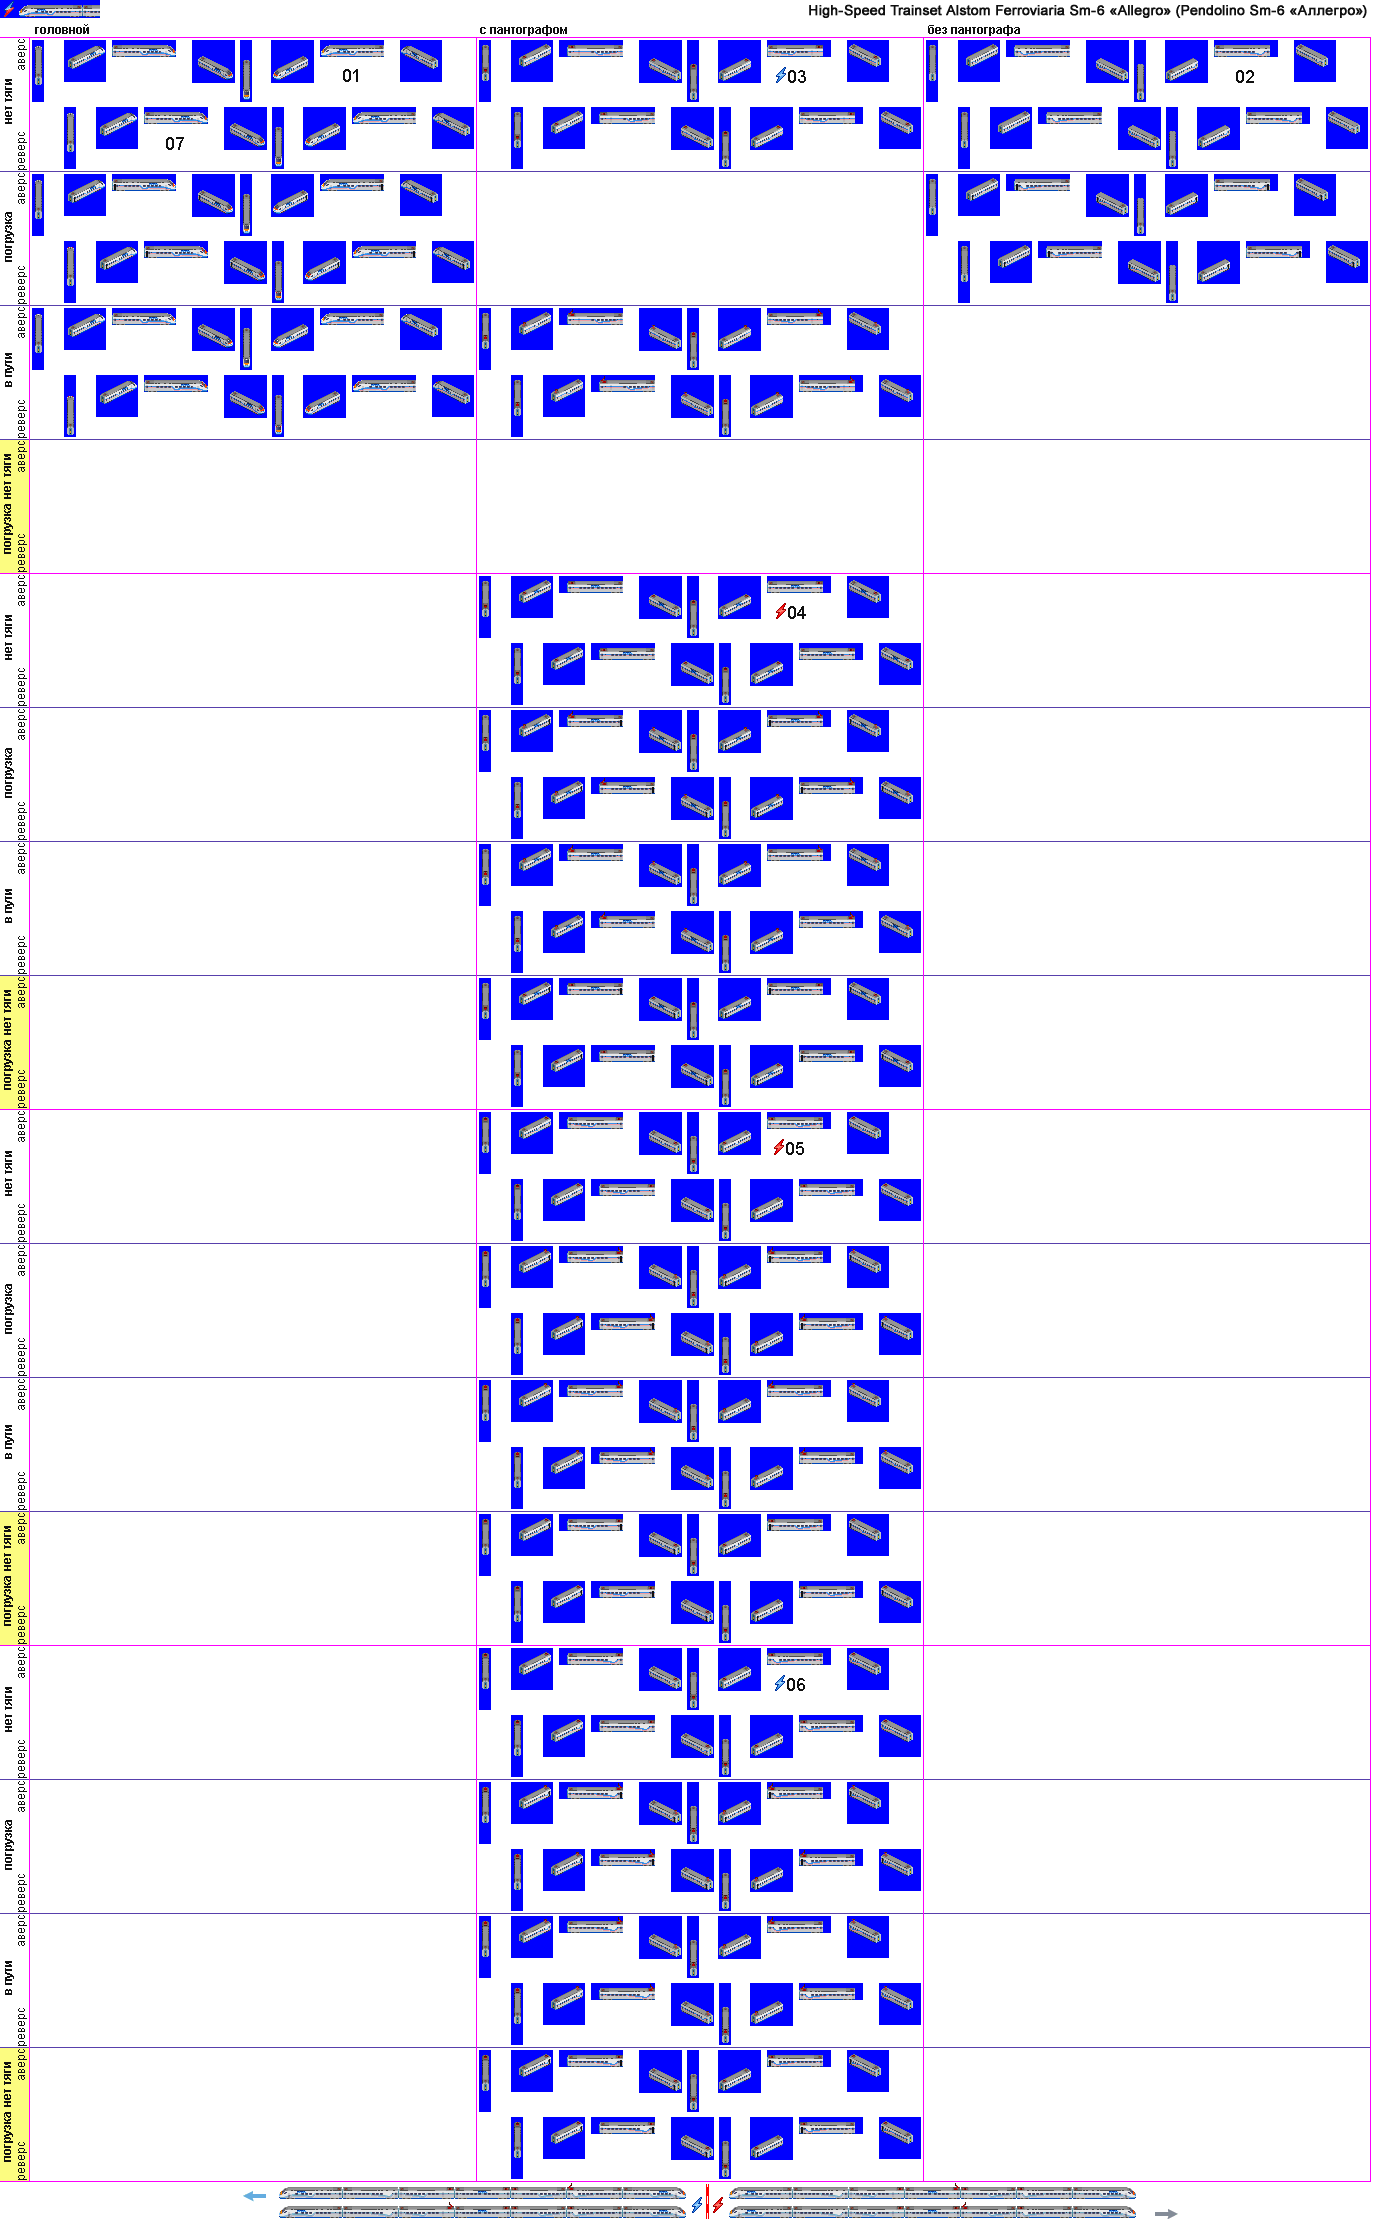 High-Speed Trainset Alstom Ferroviaria Sm-6 «Allegro» (Pendolino Sm-6 «Аллегро»)
головной
с пантографом
без пантографа
нет тяги
аверс
реверс
01
03
02
07
погрузка
аверс
реверс
в пути
аверс
реверс
погрузка нет тяги
аверс
реверс
нет тяги
аверс
реверс
04
погрузка
аверс
реверс
в пути
аверс
реверс
погрузка нет тяги
аверс
реверс
нет тяги
аверс
реверс
05
погрузка
аверс
реверс
в пути
аверс
реверс
погрузка нет тяги
аверс
реверс
нет тяги
аверс
реверс
06
погрузка
аверс
реверс
в пути
аверс
реверс
погрузка нет тяги
аверс
реверс